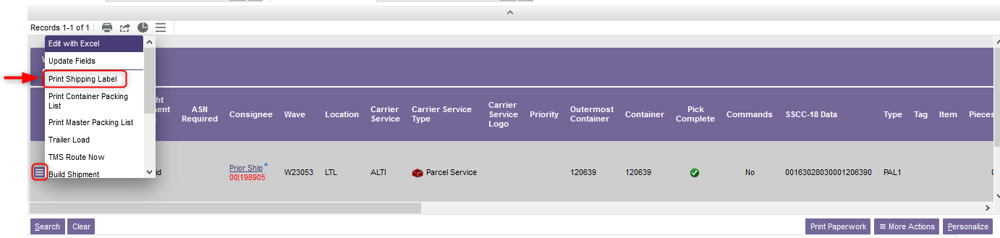 Records 1-1 of 1
Edit with Excel
Update Fields
Print Shipping Label
Print Container Packing
List
Print Master Packing List
Trailer Load
TMS Route Now
Build Shipment
ASN
Required
Consignee
Wave
Location
Carrier
Service
Carrier Service
Type
Carrier
Service
Logo
Priority
Outermost
Container
Container
Pick
Complete
Commands
SSCC-18 Data
Type
Tag
Item
Pieces
Prior Ship
00|198905
W23053
LTL
ALTI
Parcel Service
120639
120639
No
00163028030001206390
PAL1
Search
Clear
Print Paperwork
More Actions
Personalize